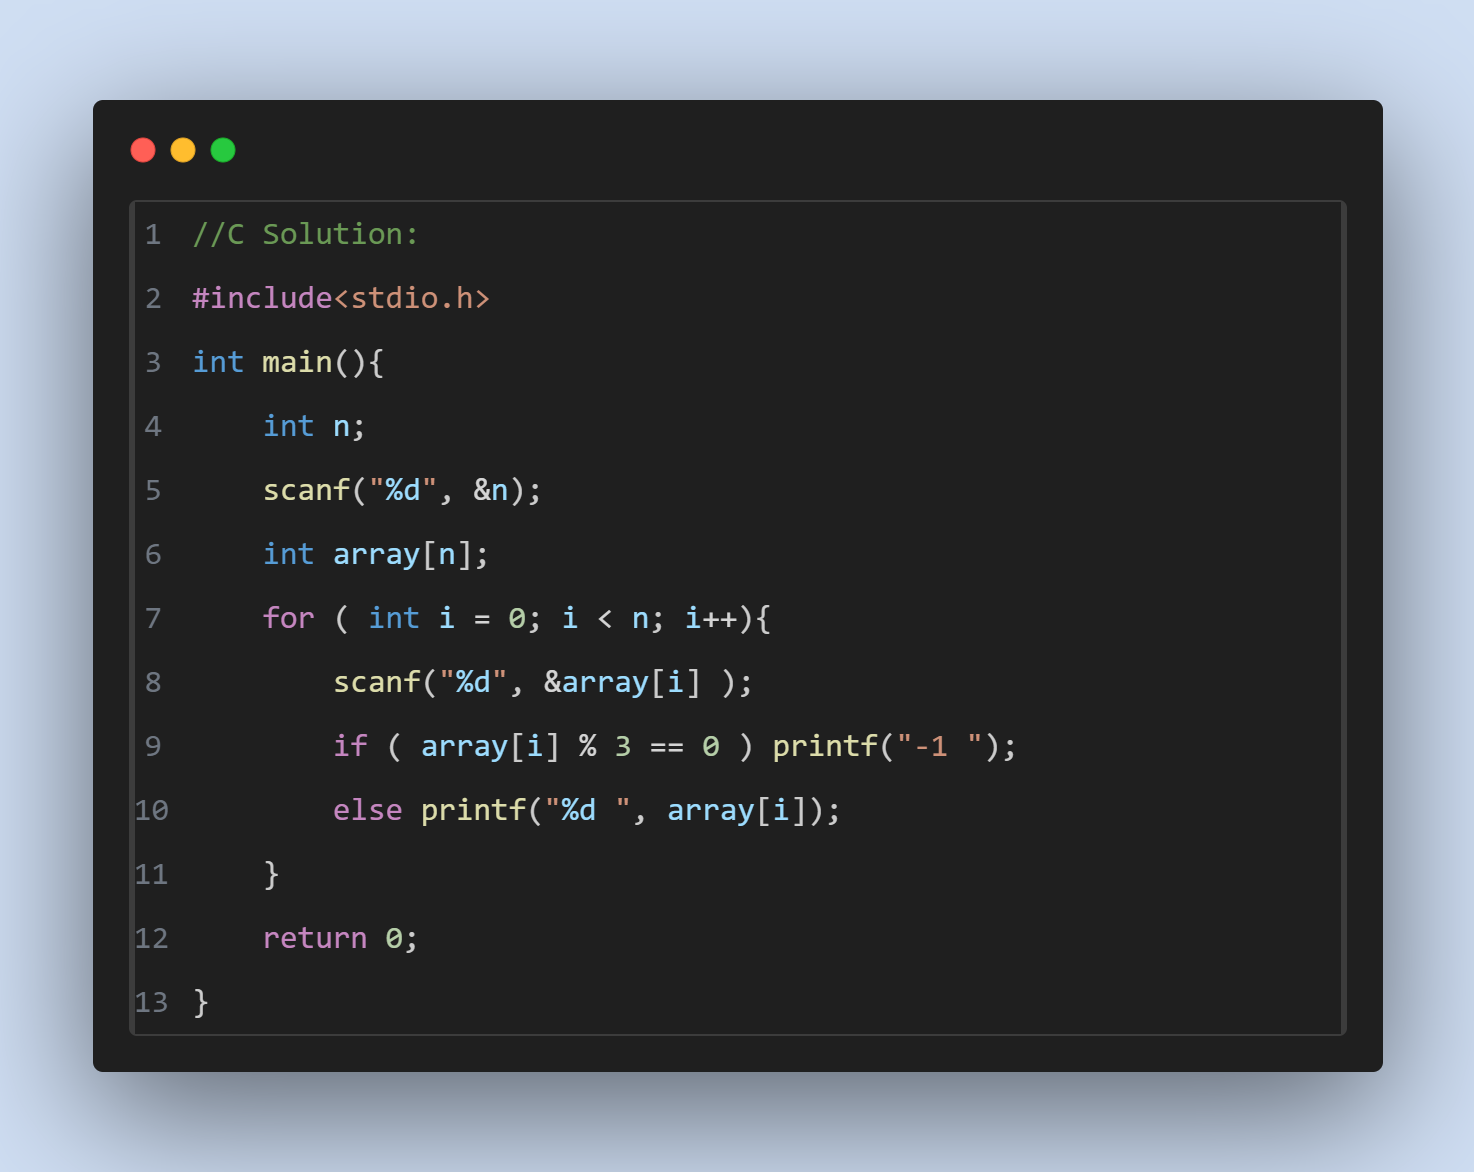 1 //C Solution:
2 #include<stdio.h>
3 int main(){
4     int n;
5     scanf("%d", &n);
6     int array[n];
7     for ( int i = 0; i < n; i++){
8         scanf("%d", &array[i] );
9         if ( array[i] % 3 == 0 ) printf("-1 ");
10         else printf("%d ", array[i]);
11     }
12     return 0;
13 }